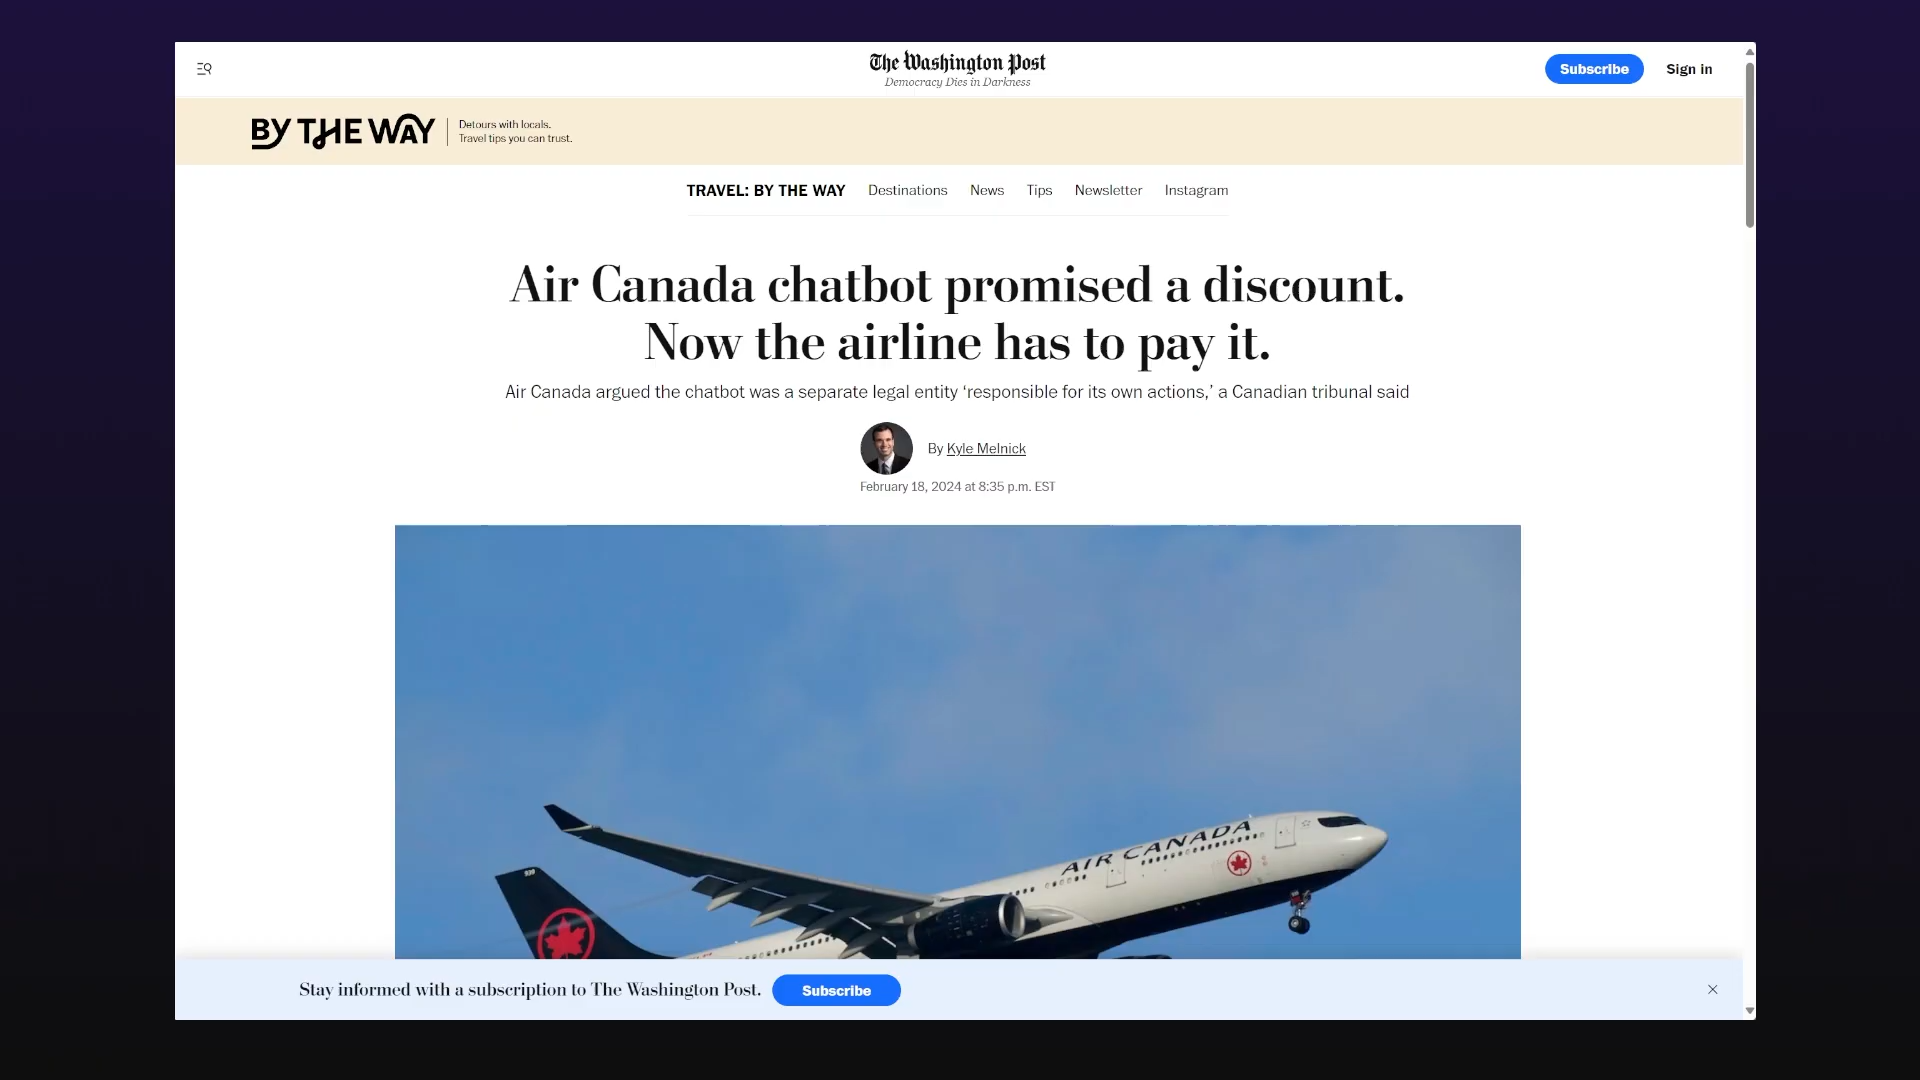 The Washington Post
Democracy Dies in Darkness
Subscribe
Sign in
BY THE WAY
Detours with locals.
Travel tips you can trust.
TRAVEL: BY THE WAY
Destinations
News
Tips
Newsletter
Instagram
Air Canada chatbot promised a discount.
Now the airline has to pay it.
Air Canada argued the chatbot was a separate legal entity ‘responsible for its own actions,’ a Canadian tribunal said
By Kyle Melnick
February 18, 2024 at 8:35 p.m. EST
AIR CANADA
939
Stay informed with a subscription to The Washington Post.
Subscribe